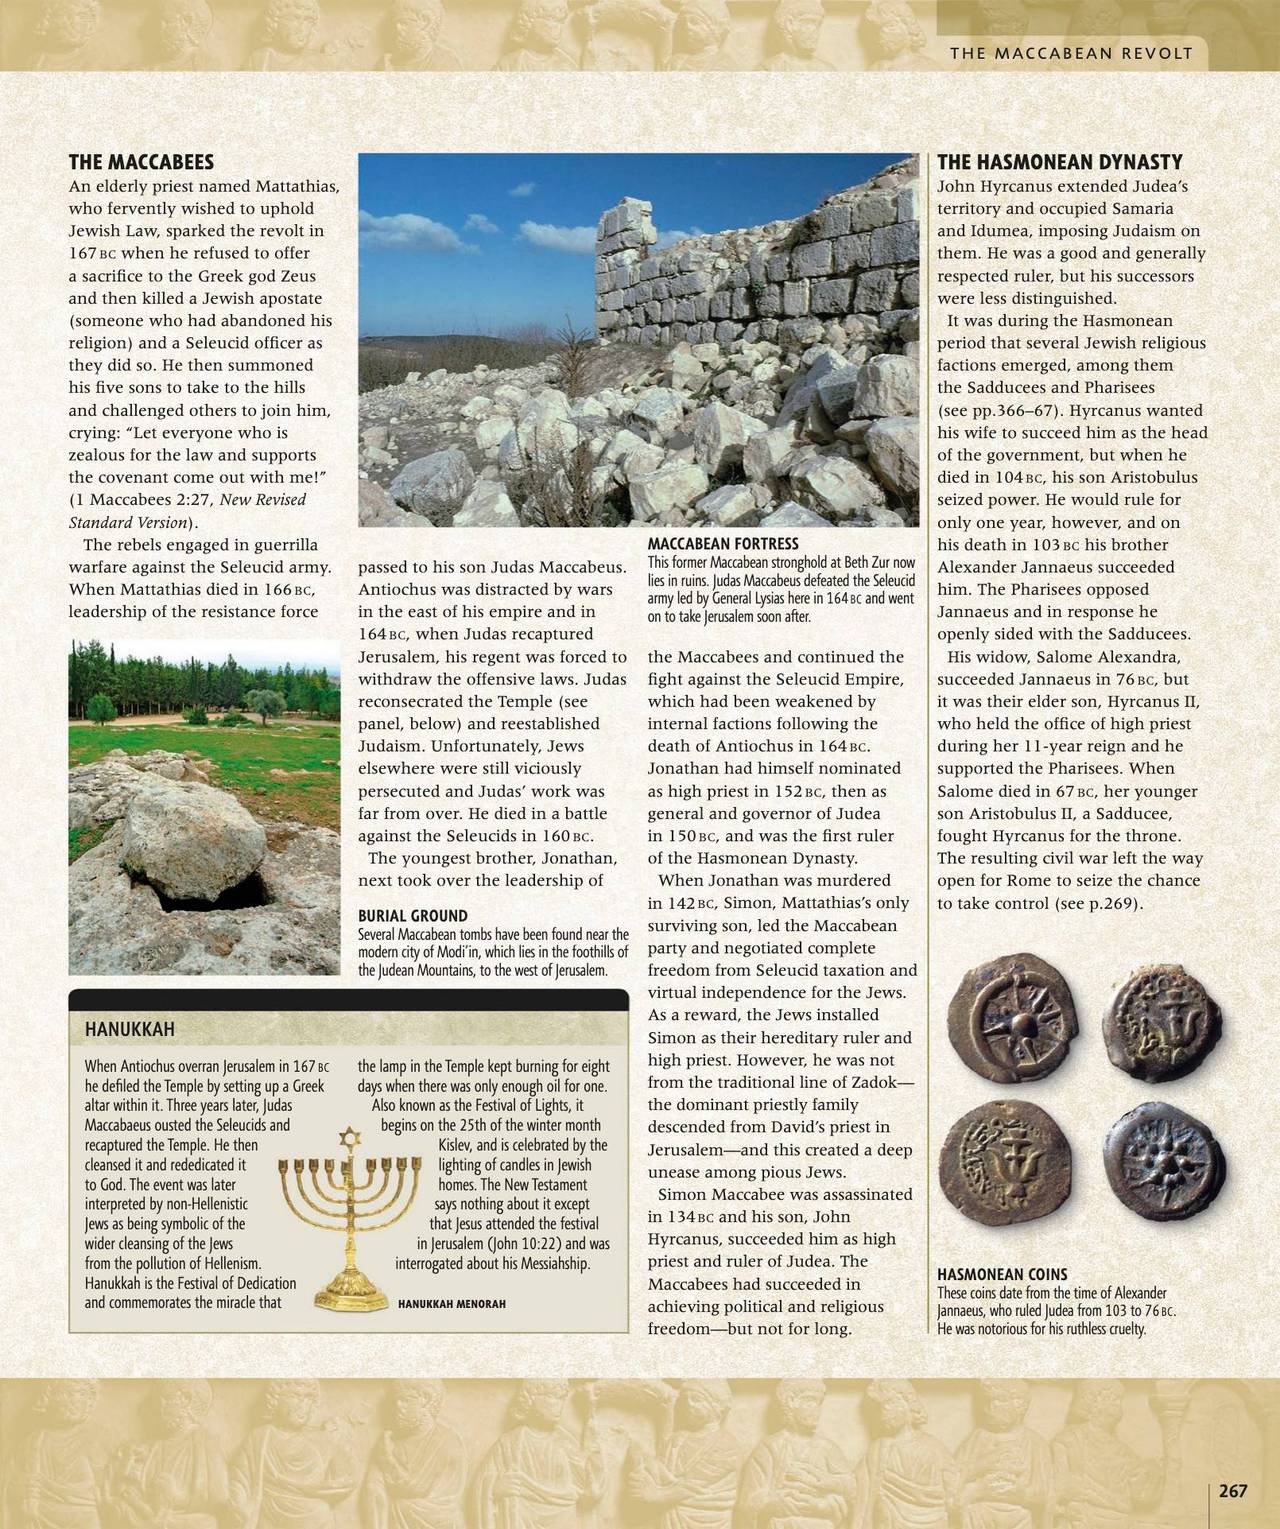 THE MACCABEAN REVOLT
THE MACCABEES
An elderly priest named Mattathias,
who fervently wished to uphold
Jewish Law, sparked the revolt in
167 BC when he refused to offer
a sacrifice to the Greek god Zeus
and then killed a Jewish apostate
(someone who had abandoned his
religion) and a Seleucid officer as
they did so. He then summoned
his five sons to take to the hills
and challenged others to join him,
crying: “Let everyone who is
zealous for the law and supports
the covenant come out with me!”
(1 Maccabees 2:27, New Revised
Standard Version).
The rebels engaged in guerrilla
warfare against the Seleucid army.
When Mattathias died in 166 BC,
leadership of the resistance force
passed to his son Judas Maccabeus.
Antiochus was distracted by wars
in the east of his empire and in
164 BC, when Judas recaptured
Jerusalem, his regent was forced to
withdraw the offensive laws. Judas
reconsecrated the Temple (see
panel, below) and reestablished
Judaism. Unfortunately, Jews
elsewhere were still viciously
persecuted and Judas’ work was
far from over. He died in a battle
against the Seleucids in 160 BC.
The youngest brother, Jonathan,
next took over the leadership of
BURIAL GROUND
Several Maccabean tombs have been found near the
modern city of Modi’in, which lies in the foothills of
the Judean Mountains, to the west of Jerusalem.
MACCABEAN FORTRESS
This former Maccabean stronghold at Beth Zur now
lies in ruins. Judas Maccabeus defeated the Seleucid
army led by General Lysias here in 164 BC and went
on to take Jerusalem soon after.
the Maccabees and continued the
fight against the Seleucid Empire,
which had been weakened by
internal factions following the
death of Antiochus in 164 BC.
Jonathan had himself nominated
as high priest in 152 BC, then as
general and governor of Judea
in 150 BC, and was the first ruler
of the Hasmonean Dynasty.
When Jonathan was murdered
in 142 BC, Simon, Mattathias’s only
surviving son, led the Maccabean
party and negotiated complete
freedom from Seleucid taxation and
virtual independence for the Jews.
As a reward, the Jews installed
Simon as their hereditary ruler and
high priest. However, he was not
from the traditional line of Zadok—
the dominant priestly family
descended from David’s priest in
Jerusalem—and this created a deep
unease among pious Jews.
Simon Maccabee was assassinated
in 134 BC and his son, John
Hyrcanus, succeeded him as high
priest and ruler of Judea. The
Maccabees had succeeded in
achieving political and religious
freedom—but not for long.
THE HASMONEAN DYNASTY
John Hyrcanus extended Judea’s
territory and occupied Samaria
and Idumea, imposing Judaism on
them. He was a good and generally
respected ruler, but his successors
were less distinguished.
It was during the Hasmonean
period that several Jewish religious
factions emerged, among them
the Sadducees and Pharisees
(see pp.366–67). Hyrcanus wanted
his wife to succeed him as the head
of the government, but when he
died in 104 BC, his son Aristobulus
seized power. He would rule for
only one year, however, and on
his death in 103 BC his brother
Alexander Jannaeus succeeded
him. The Pharisees opposed
Jannaeus and in response he
openly sided with the Sadducees.
His widow, Salome Alexandra,
succeeded Jannaeus in 76 BC, but
it was their elder son, Hyrcanus II,
who held the office of high priest
during her 11-year reign and he
supported the Pharisees. When
Salome died in 67 BC, her younger
son Aristobulus II, a Sadducee,
fought Hyrcanus for the throne.
The resulting civil war left the way
open for Rome to seize the chance
to take control (see p.269).
HASMONEAN COINS
These coins date from the time of Alexander
Jannaeus, who ruled Judea from 103 to 76 BC.
He was notorious for his ruthless cruelty.
HANUKKAH
When Antiochus overran Jerusalem in 167 BC
he defiled the Temple by setting up a Greek
altar within it. Three years later, Judas
Maccabaeus ousted the Seleucids and
recaptured the Temple. He then
cleansed it and rededicated it
to God. The event was later
interpreted by non-Hellenistic
Jews as being symbolic of the
wider cleansing of the Jews
from the pollution of Hellenism.
Hanukkah is the Festival of Dedication
and commemorates the miracle that
the lamp in the Temple kept burning for eight
days when there was only enough oil for one.
Also known as the Festival of Lights, it
begins on the 25th of the winter month
Kislev, and is celebrated by the
lighting of candles in Jewish
homes. The New Testament
says nothing about it except
that Jesus attended the festival
in Jerusalem (John 10:22) and was
interrogated about his Messiahship.
HANUKKAH MENORAH
267